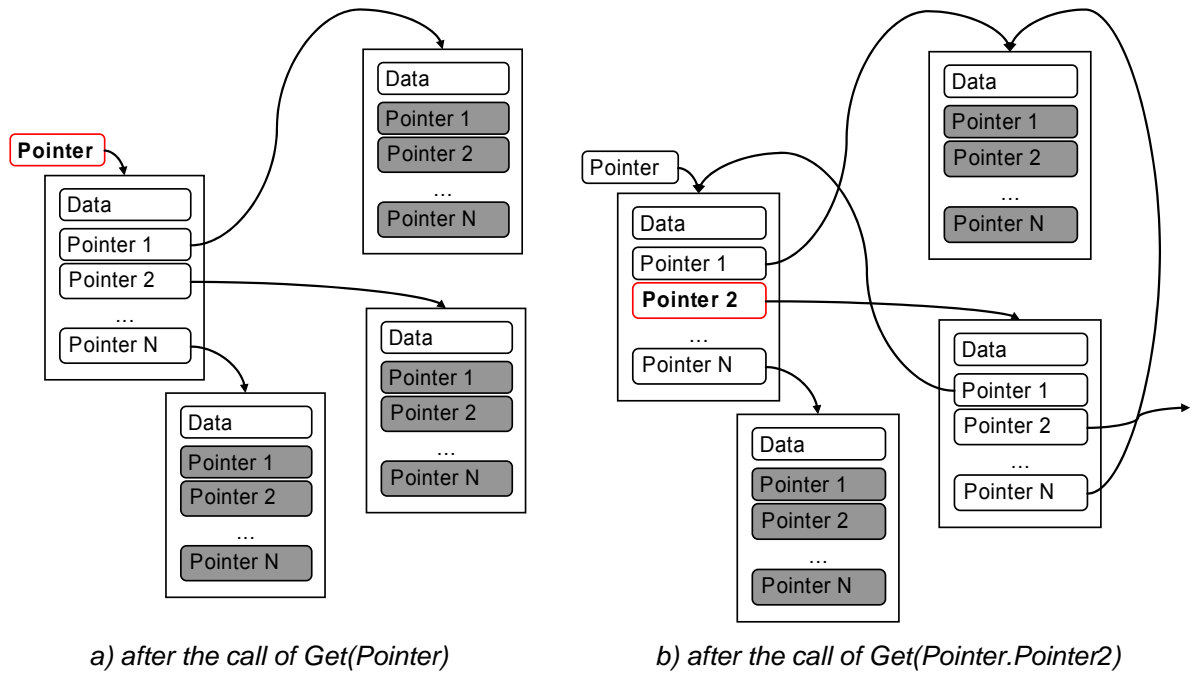 Pointer
Data
Pointer 1
Pointer 2
...
Pointer N
Data
Pointer 1
Pointer 2
...
Pointer N
Data
Pointer 1
Pointer 2
...
Pointer N
Data
Pointer 1
Pointer 2
...
Pointer N
a) after the call of Get(Pointer)
Pointer
Data
Pointer 1
Pointer 2
...
Pointer N
Data
Pointer 1
Pointer 2
...
Pointer N
Data
Pointer 1
Pointer 2
...
Pointer N
Data
Pointer 1
Pointer 2
...
Pointer N
b) after the call of Get(Pointer.Pointer2)